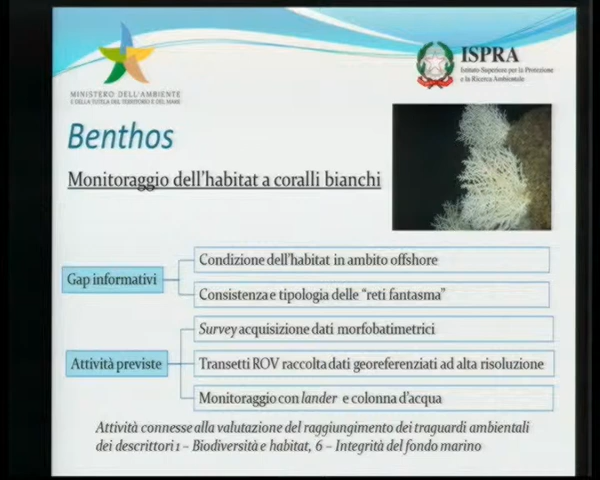 ISPRA
Istituto Superiore per la Protezione
e la Ricerca Ambientale
MINISTERO DELL'AMBIENTE
E DELLA TUTELA DEL TERRITORIO E DEL MARE
Benthos
Monitoraggio dell'habitat a coralli bianchi
Gap informativi
Condizione dell'habitat in ambito offshore
Consistenza e tipologia delle "reti fantasma"
Attività previste
Survey acquisizione dati morfobatimetrici
Transetti ROV raccolta dati georeferenziati ad alta risoluzione
Monitoraggio con lander e colonna d'acqua
Attività connesse alla valutazione del raggiungimento dei traguardi ambientali
dei descrittori 1 – Biodiversità e habitat, 6 – Integrità del fondo marino